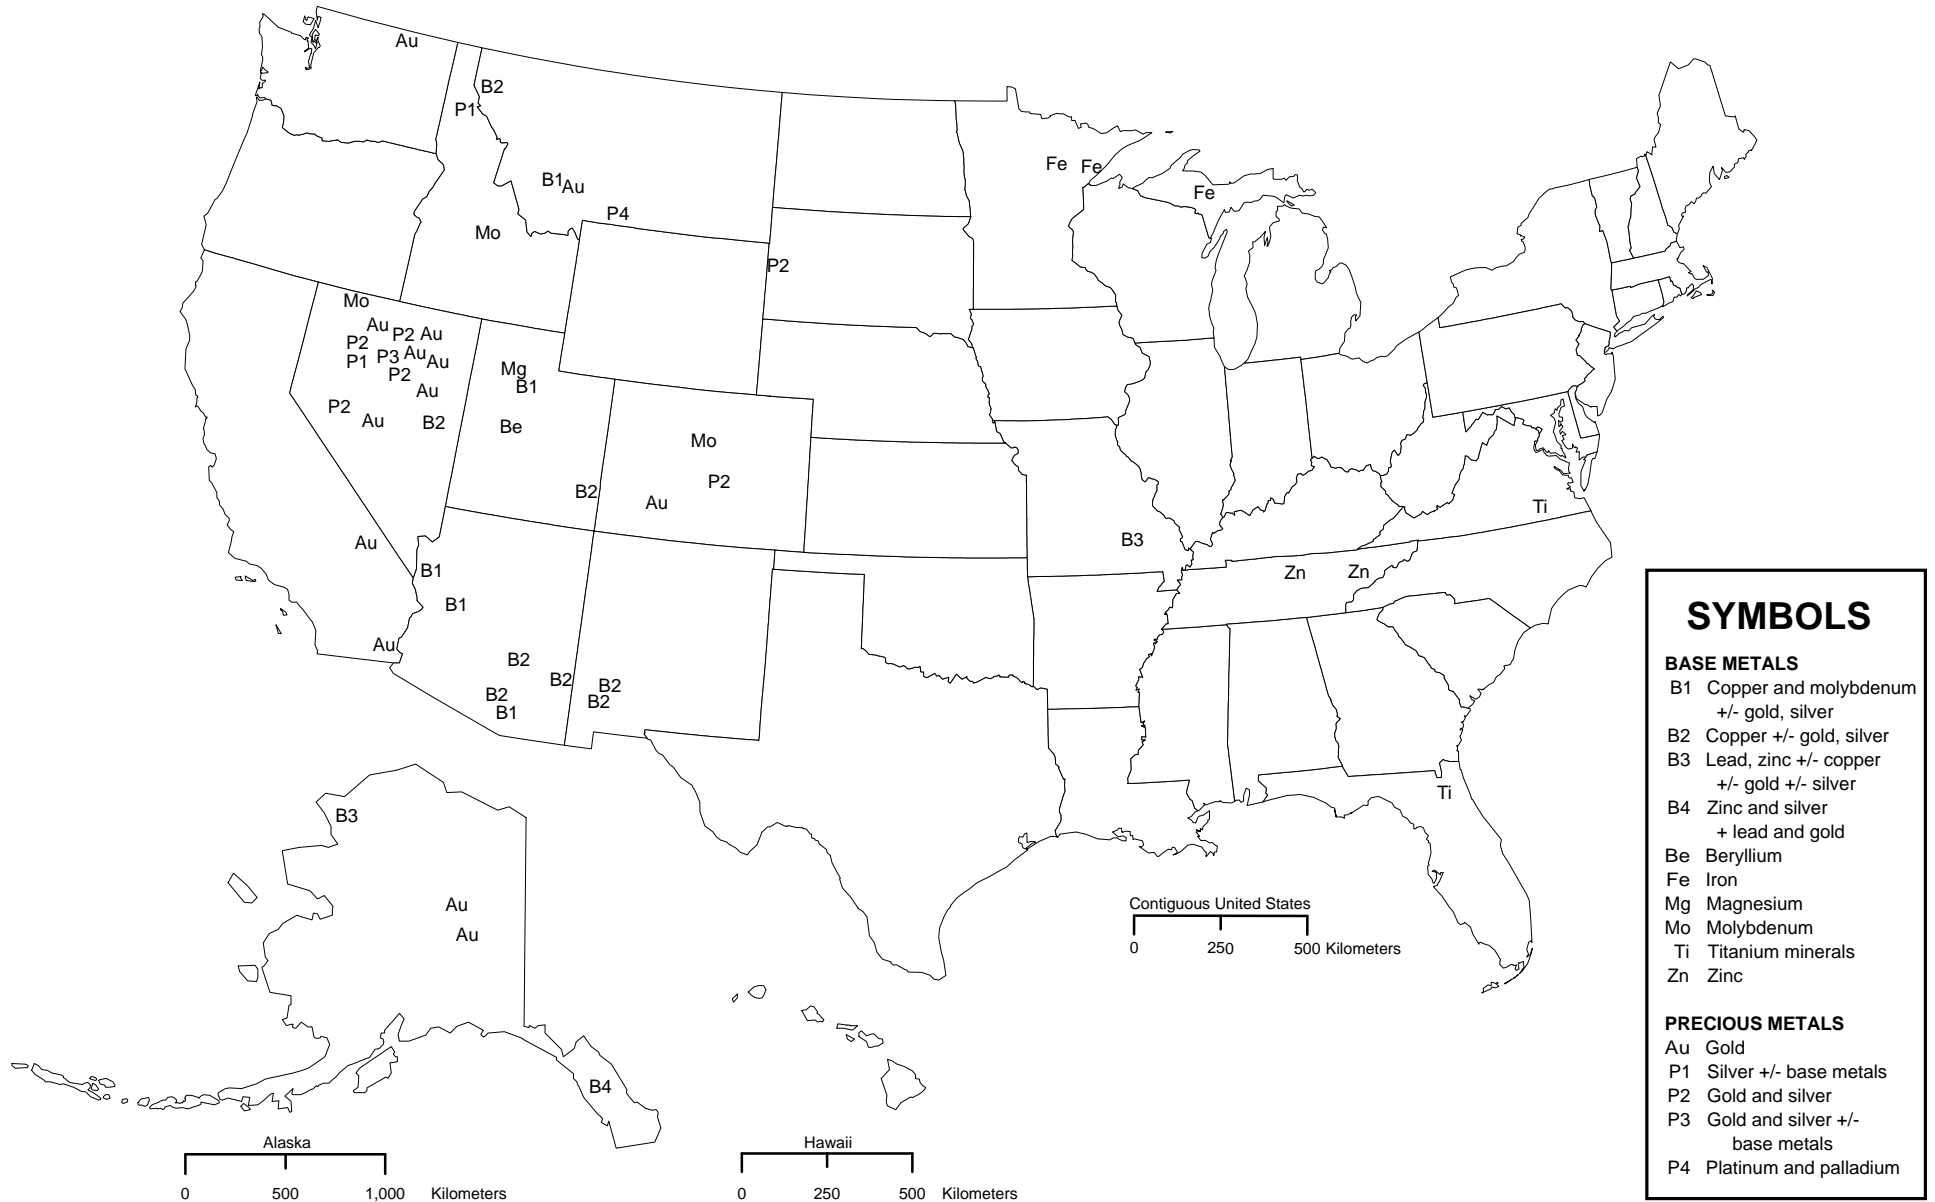 Au
B2
P1
Fe Fe
B1 Au
Fe
P4
Mo
P2
Mo
Au
P2 Au
P2
P3 Au
P1 Au
P2
Mg
B1
Au
P2
Au B2
Be
Mo
P2
B2
Au
Ti
Au
B3
B1
Zn Zn
B1
Au
B2
B2
B2
B2
B2
B1
Ti
B3
Au
Au
B4
Contiguous United States
0 250 500 Kilometers
Alaska
0 500 1,000 Kilometers
Hawaii
0 250 500 Kilometers
SYMBOLS
BASE METALS
B1 Copper and molybdenum
+/- gold, silver
B2 Copper +/- gold, silver
B3 Lead, zinc +/- copper
+/- gold +/- silver
B4 Zinc and silver
+ lead and gold
Be Beryllium
Fe Iron
Mg Magnesium
Mo Molybdenum
Ti Titanium minerals
Zn Zinc
PRECIOUS METALS
Au Gold
P1 Silver +/- base metals
P2 Gold and silver
P3 Gold and silver +/-
base metals
P4 Platinum and palladium